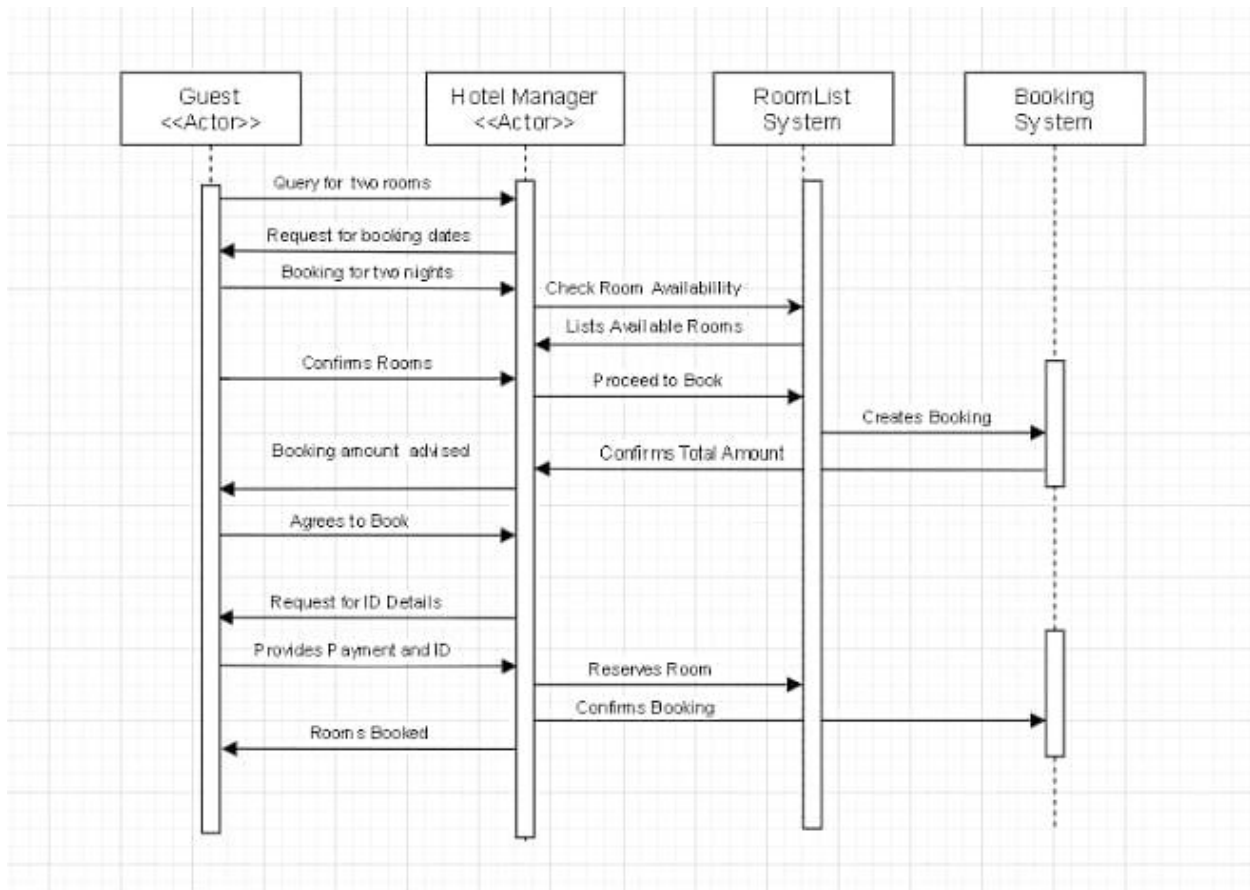 Guest
<<Actor>>
Hotel Manager
<<Actor>>
RoomList
System
Booking
System
Query for two rooms
Request for booking dates
Booking for two nights
Check Room Availabillity
Lists Available Rooms
Confirms Rooms
Proceed to Book
Creates Booking
Booking amount advised
Confirms Total Amount
Agrees to Book
Request for ID Details
Provides Payment and ID
Reserves Room
Confirms Booking
Rooms Booked